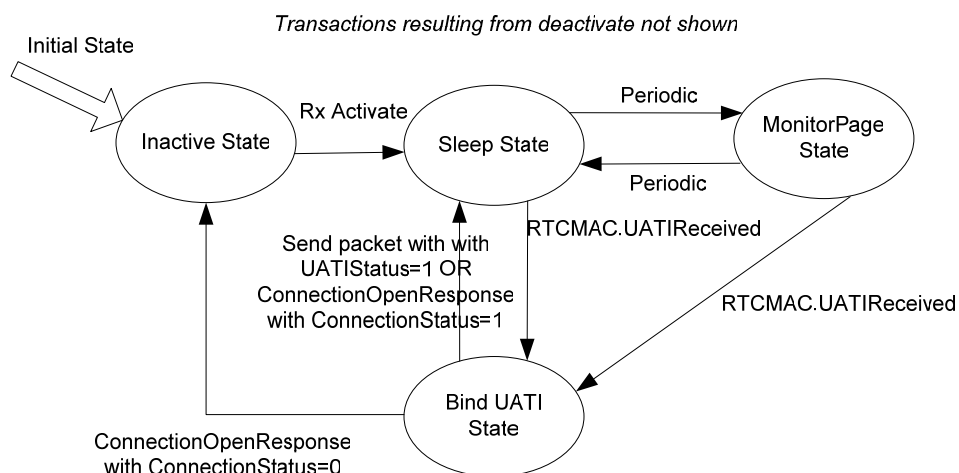 Transactions resulting from deactivate not shown
Initial State
Inactive State
Rx Activate
Sleep State
Periodic
MonitorPage
State
Periodic
RTCMAC.UATIReceived
Send packet with with
UATIStatus=1 OR
ConnectionOpenResponse
with ConnectionStatus=1
RTCMAC.UATIReceived
Bind UATI
State
ConnectionOpenResponse
with ConnectionStatus=0